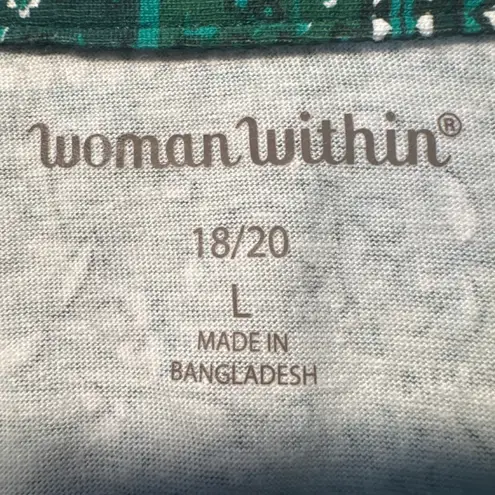 woman within®
18/20
L
MADE IN
BANGLADESH